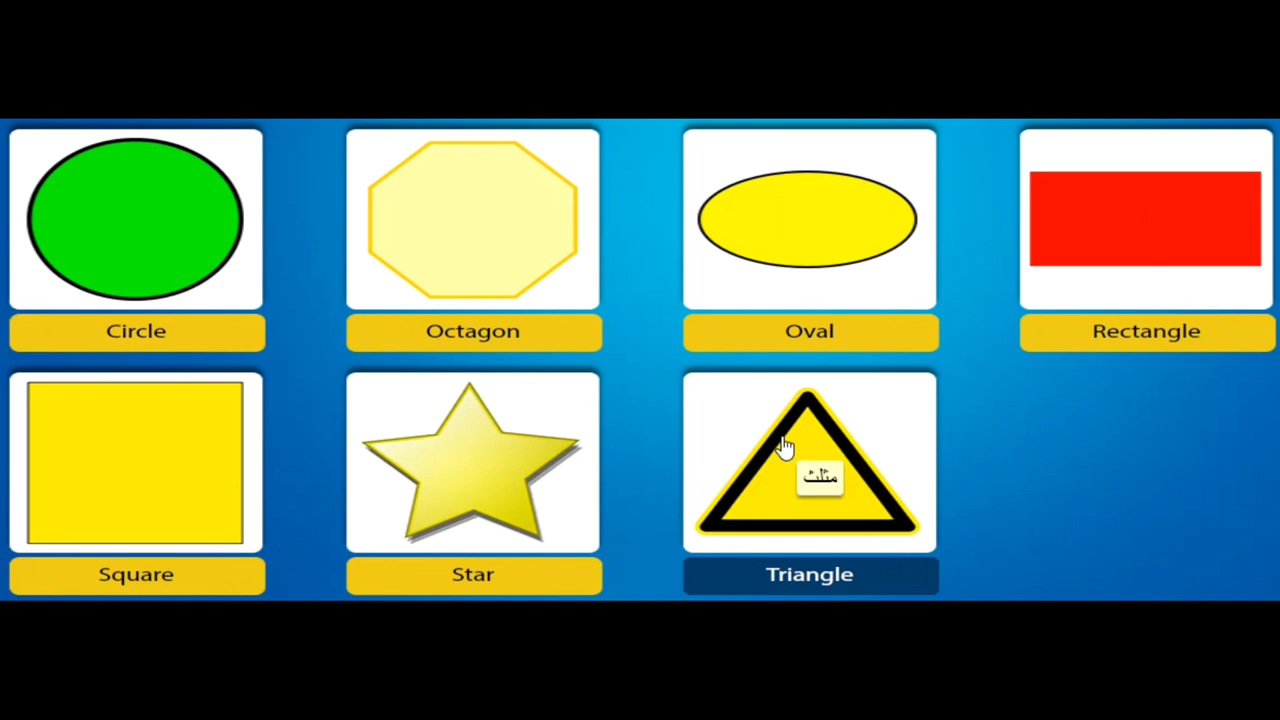 Circle
Octagon
Oval
Rectangle
Square
Star
مثلث
Triangle